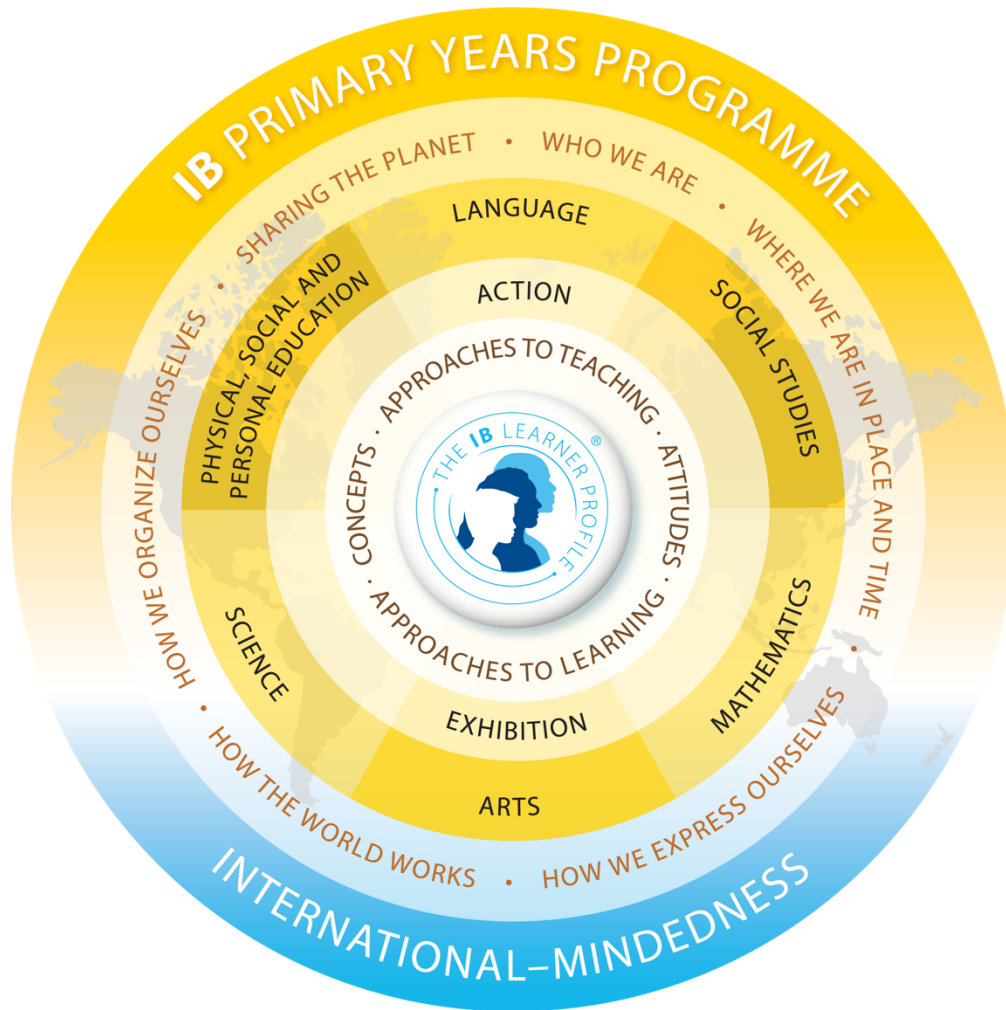 IB PRIMARY YEARS PROGRAMME
SHARING THE PLANET • WHO WE ARE • WHERE WE ARE IN PLACE AND TIME • HOW WE EXPRESS OURSELVES • HOW THE WORLD WORKS • HOW WE ORGANIZE OURSELVES •
LANGUAGE
SOCIAL STUDIES
MATHEMATICS
ARTS
SCIENCE
PHYSICAL, SOCIAL AND
PERSONAL EDUCATION
ACTION
EXHIBITION
APPROACHES TO TEACHING · ATTITUDES · APPROACHES TO LEARNING · CONCEPTS ·
• THE IB LEARNER PROFILE • ®
INTERNATIONAL–MINDEDNESS